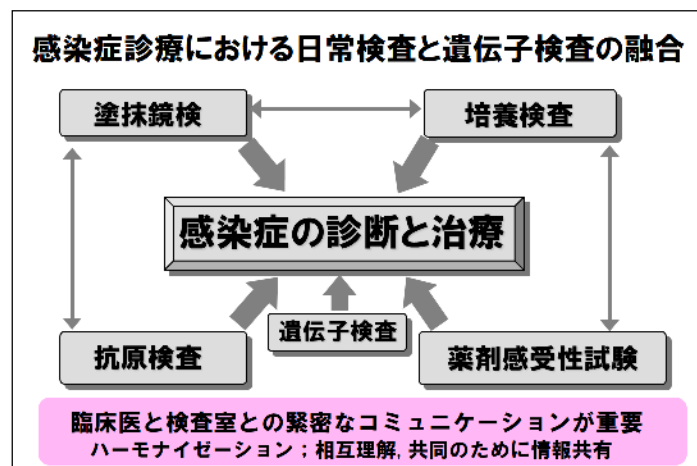 感染症診療における日常検査と遺伝子検査の融合
塗抹鏡検
培養検査
感染症の診断と治療
遺伝子検査
抗原検査
薬剤感受性試験
臨床医と検査室との緊密なコミュニケーションが重要
ハーモナイゼーション；相互理解, 共同のために情報共有